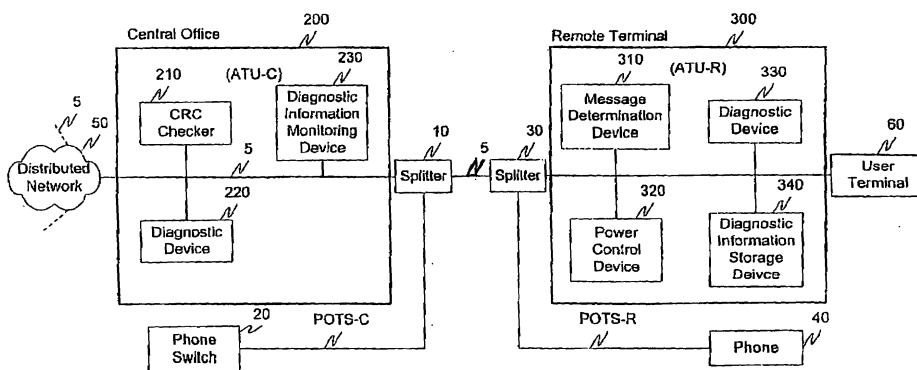 200
300
Central Office
Remote Terminal
(ATU-C)
230
310
(ATU-R)
330
210
CRC
Checker
Diagnostic
Information
Monitoring
Device
Message
Determination
Device
Diagnostic
Device
5
50
Distributed
Network
5
10
Splitter
5
30
Splitter
60
User
Terminal
220
Diagnostic
Device
320
Power
Control
Device
340
Diagnostic
Information
Storage
Deivce
20
Phone
Switch
POTS-C
POTS-R
40
Phone